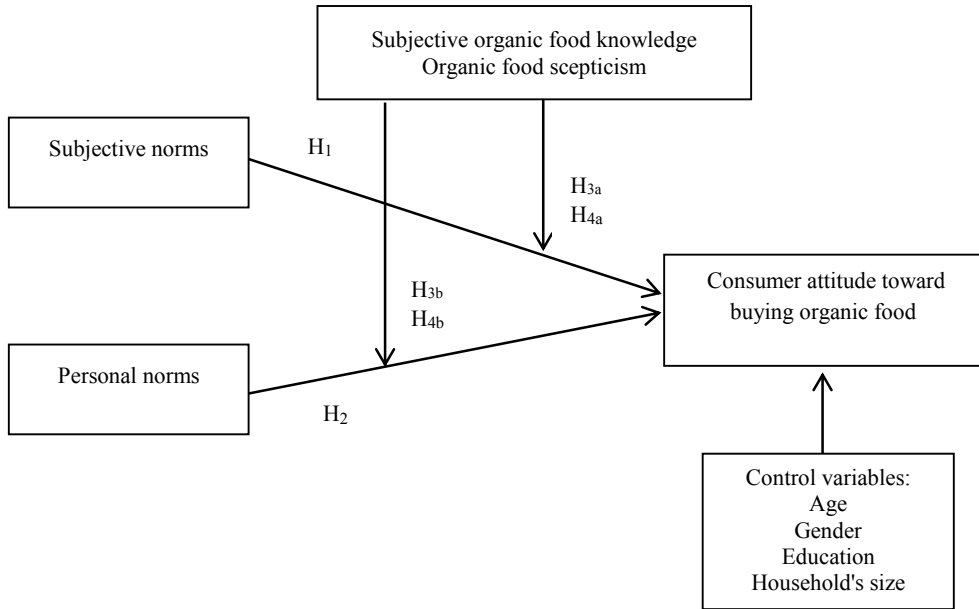 Subjective organic food knowledge
Organic food scepticism
Subjective norms
H1
H3a
H4a
Consumer attitude toward
buying organic food
H3b
H4b
Personal norms
H2
Control variables:
Age
Gender
Education
Household's size